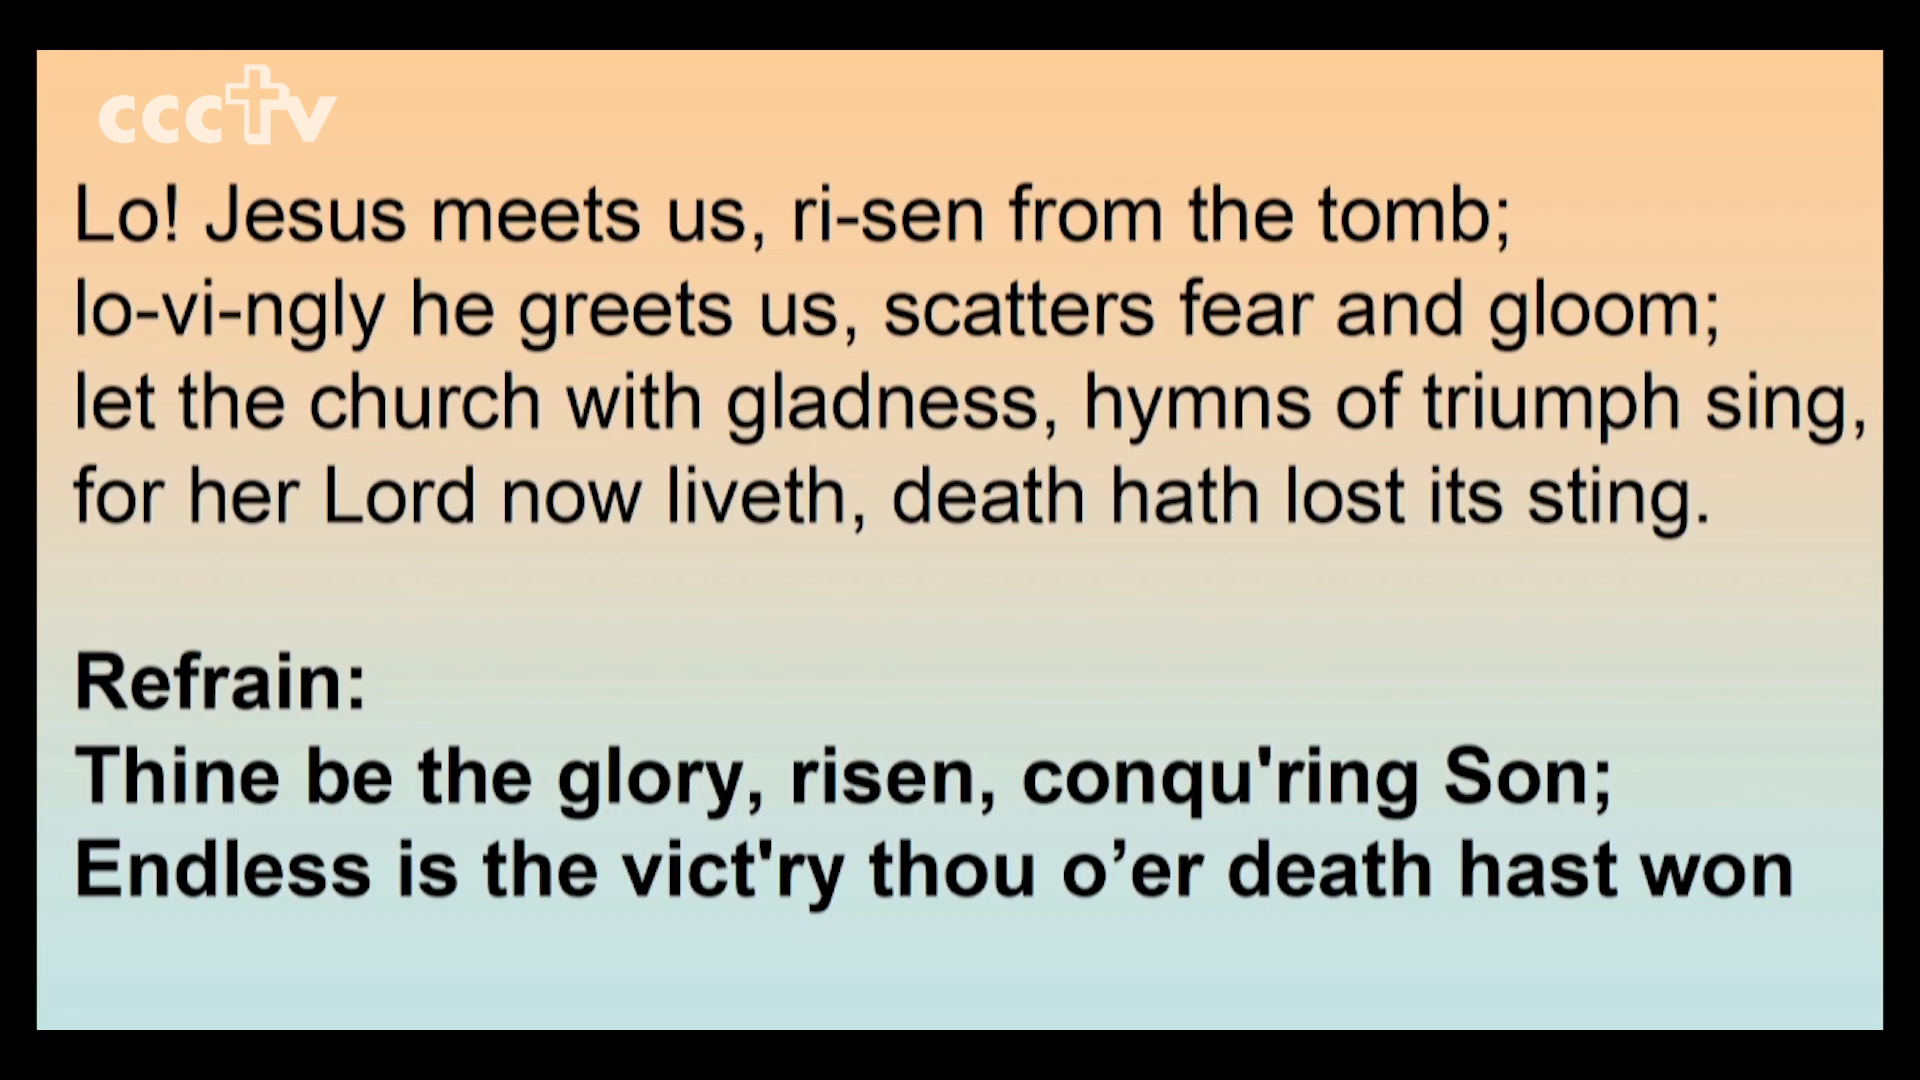 ccctv
Lo! Jesus meets us, ri-sen from the tomb;
lo-vi-ngly he greets us, scatters fear and gloom;
let the church with gladness, hymns of triumph sing,
for her Lord now liveth, death hath lost its sting.
Refrain:
Thine be the glory, risen, conqu'ring Son;
Endless is the vict'ry thou o’er death hast won